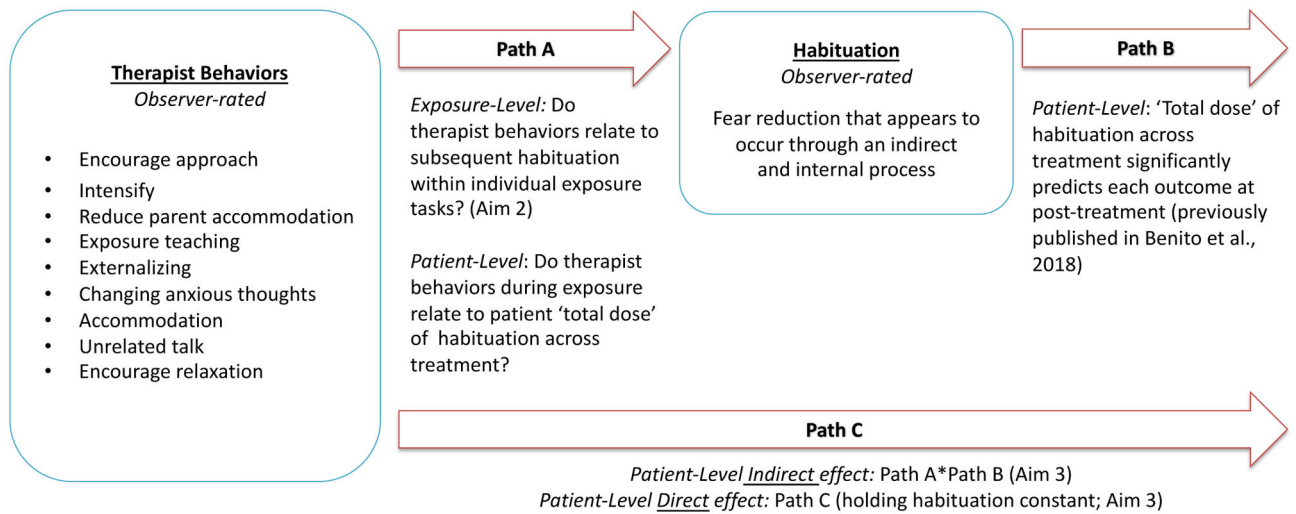 Therapist Behaviors
Observer-rated
• Encourage approach
• Intensify
• Reduce parent accommodation
• Exposure teaching
• Externalizing
• Changing anxious thoughts
• Accommodation
• Unrelated talk
• Encourage relaxation
Path A
Exposure-Level: Do
therapist behaviors relate to
subsequent habituation
within individual exposure
tasks? (Aim 2)
Patient-Level: Do therapist
behaviors during exposure
relate to patient ‘total dose’
of habituation across
treatment?
Habituation
Observer-rated
Fear reduction that appears to
occur through an indirect
and internal process
Path B
Patient-Level: ‘Total dose’ of
habituation across
treatment significantly
predicts each outcome at
post-treatment (previously
published in Benito et al.,
2018)
Path C
Patient-Level Indirect effect: Path A*Path B (Aim 3)
Patient-Level Direct effect: Path C (holding habituation constant; Aim 3)